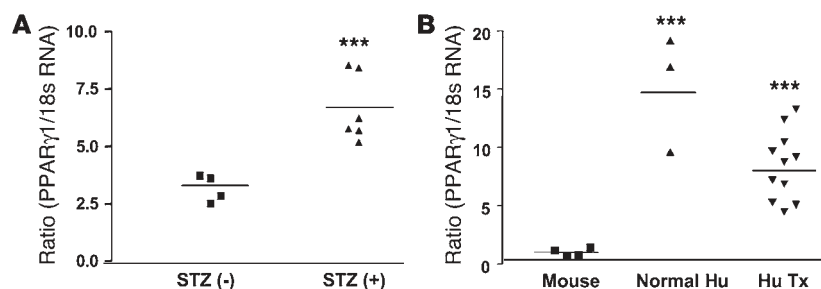 A
Ratio (PPARγ1/18s RNA)
10.0
7.5
5.0
2.5
0.0
***
STZ (-)
STZ (+)
B
Ratio (PPARγ1/18s RNA)
20
15
10
5
0
***
***
Mouse
Normal Hu
Hu Tx